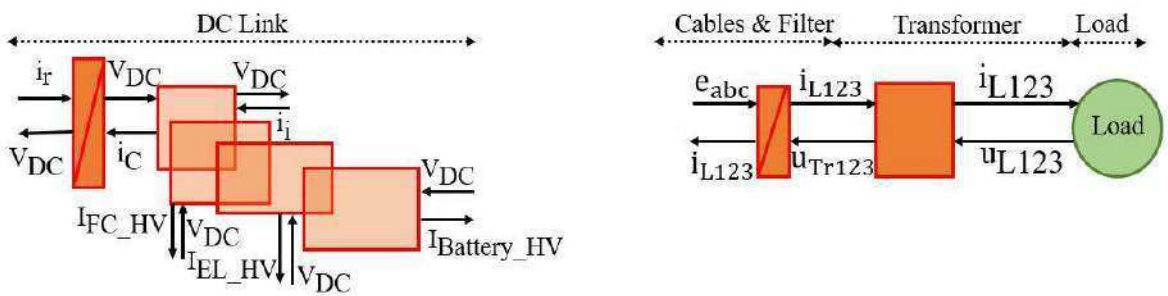 DC Link
i_r V_DC V_DC
V_DC i_C i_i
V_DC
I_FC_HV V_DC
I_EL_HV V_DC
I_Battery_HV
Cables & Filter Transformer Load
e_abc i_L123 i_L123
Load
i_L123 u_Tr123 u_L123